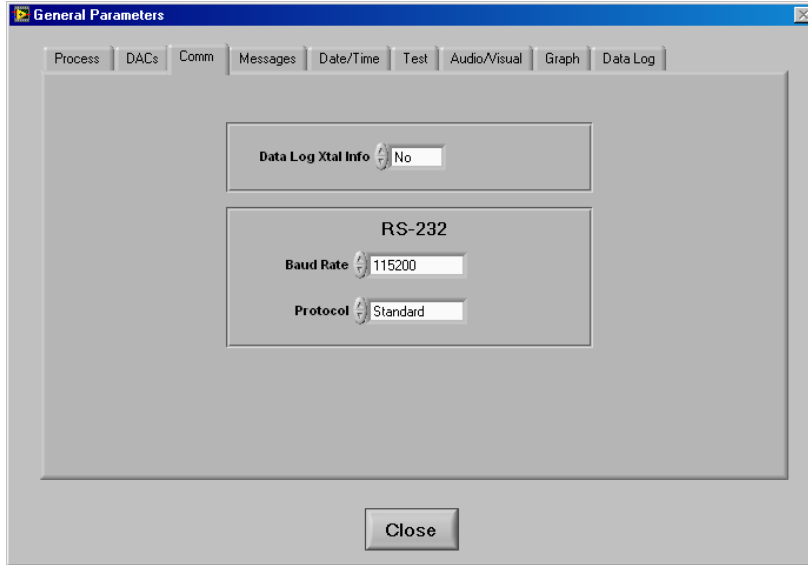 General Parameters
Process DACs Comm Messages Date/Time Test Audio/Visual Graph Data Log
Data Log Xtal Info No
RS-232
Baud Rate 115200
Protocol Standard
Close